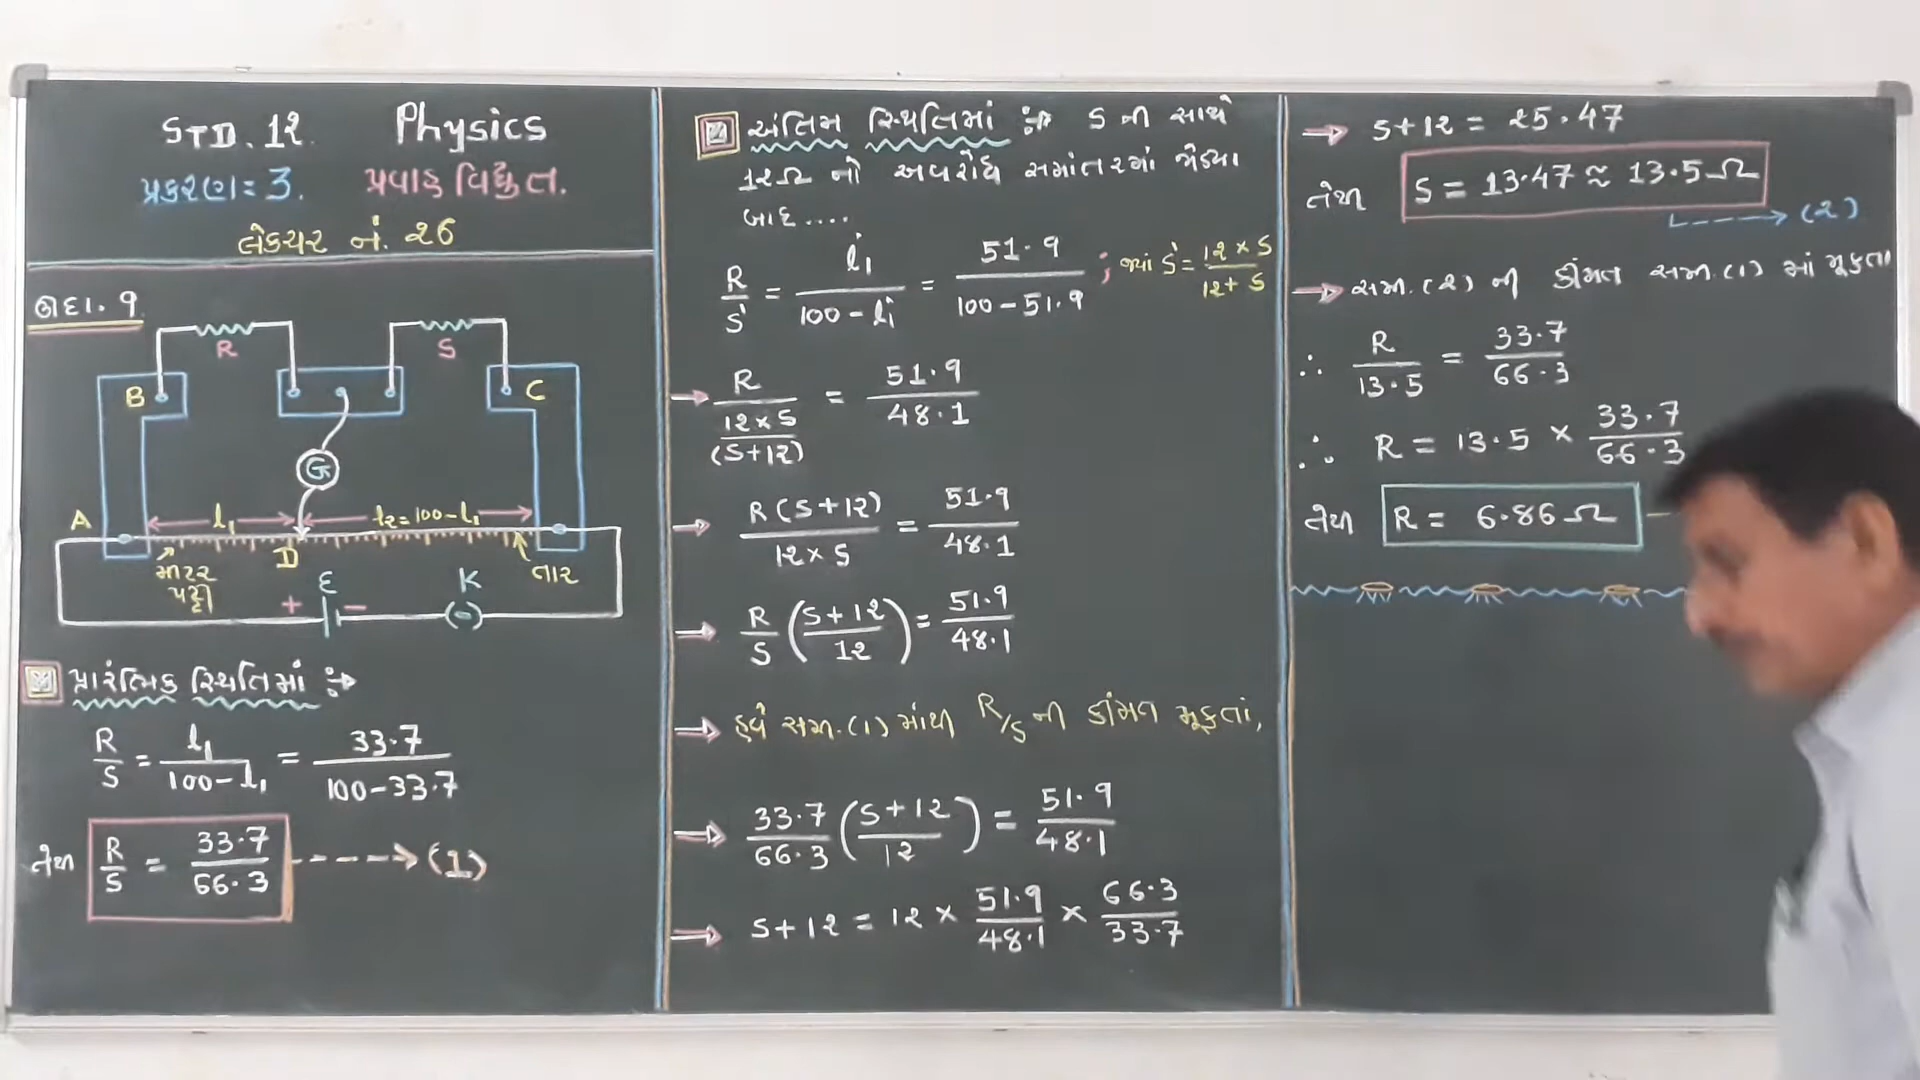 STD. 12. Physics
પ્રકરણ = 3. પ્રવાહ વિદ્યુત.
લેક્ચર નં. 26
ઉદા. 9
R S
B C
G
A l₁ l₂ = 100 - l₁
D
મીટર પટ્ટી
તાર
+ E - K
પ્રારંભિક સ્થિતિમાં :→
R/S = l₁/(100 - l₁) = 33.7/(100 - 33.7)
તેથી R/S = 33.7/66.3 ----> (1)
અંતિમ સ્થિતિમાં :→ S ની સાથે
12Ω નો અવરોધ સમાંતરમાં જોડ્યા
બાદ....
R/S' = l₁'/(100 - l₁') = 51.9/(100 - 51.9) ; જ્યાં S' = (12 × S)/(12 + S)
→ R/((12 × S)/(S+12)) = 51.9/48.1
→ R(S+12)/(12 × S) = 51.9/48.1
→ R/S ((S+12)/12) = 51.9/48.1
→ હવે સમી.(1) માંથી R/S ની કીંમત મૂકતાં,
→ 33.7/66.3 ((S+12)/12) = 51.9/48.1
→ S+12 = 12 × 51.9/48.1 × 66.3/33.7
→ S+12 = 25.47
તેથી S = 13.47 ≈ 13.5Ω
----> (2)
→ સમી.(2) ની કીંમત સમી.(1) માં મૂકતા
∴ R/13.5 = 33.7/66.3
∴ R = 13.5 × 33.7/66.3
તેથી R = 6.86Ω